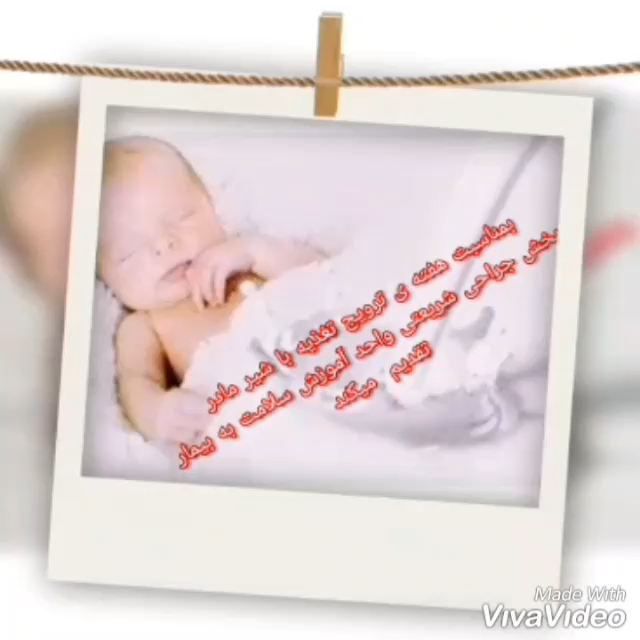 بمناسبت هفته ی ترویج تغذیه با شیر مادر
بخش جراحی شریعتی واحد آموزش سلامت به بیمار
تقدیم میکند
Made With
VivaVideo